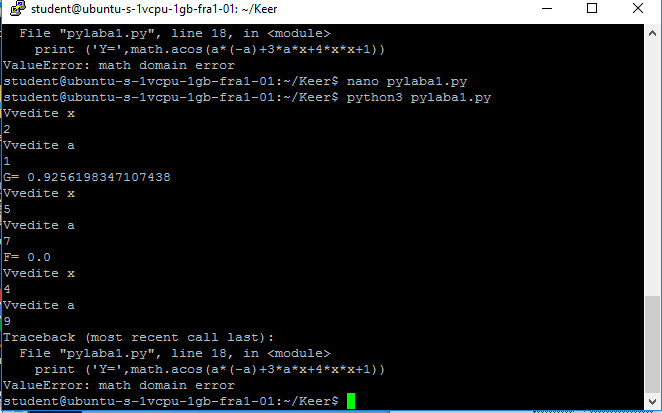 student@ubuntu-s-1vcpu-1gb-fra1-01: ~/Keer
  File "pylaba1.py", line 18, in <module>
    print ('Y=',math.acos(a*(-a)+3*a*x+4*x*x+1))
ValueError: math domain error
student@ubuntu-s-1vcpu-1gb-fra1-01:~/Keer$ nano pylaba1.py
student@ubuntu-s-1vcpu-1gb-fra1-01:~/Keer$ python3 pylaba1.py
Vvedite x
2
Vvedite a
1
G= 0.9256198347107438
Vvedite x
5
Vvedite a
7
F= 0.0
Vvedite x
4
Vvedite a
9
Traceback (most recent call last):
  File "pylaba1.py", line 18, in <module>
    print ('Y=',math.acos(a*(-a)+3*a*x+4*x*x+1))
ValueError: math domain error
student@ubuntu-s-1vcpu-1gb-fra1-01:~/Keer$